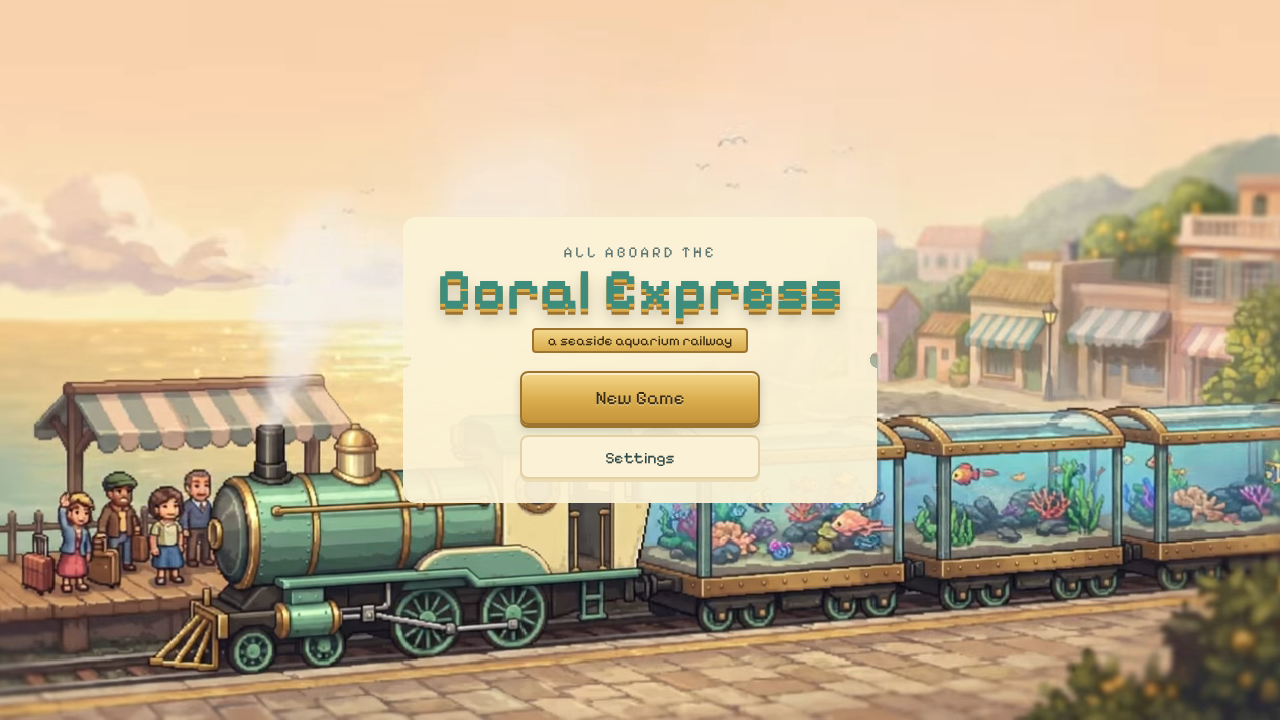 ALL ABOARD THE
Coral Express
a seaside aquarium railway
New Game
Settings